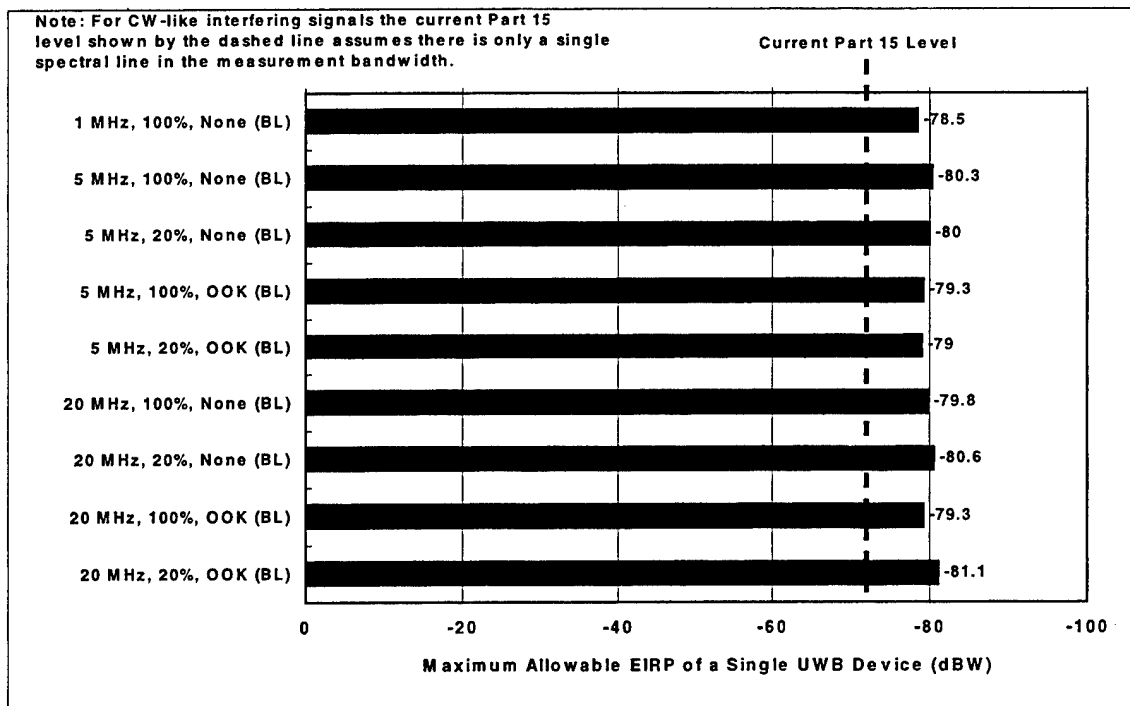 Note: For CW-like interfering signals the current Part 15
level shown by the dashed line assumes there is only a single
spectral line in the measurement bandwidth.
Current Part 15 Level
1 MHz, 100%, None (BL)
-78.5
5 MHz, 100%, None (BL)
-80.3
5 MHz, 20%, None (BL)
-80
5 MHz, 100%, OOK (BL)
-79.3
5 MHz, 20%, OOK (BL)
-79
20 MHz, 100%, None (BL)
-79.8
20 MHz, 20%, None (BL)
-80.6
20 MHz, 100%, OOK (BL)
-79.3
20 MHz, 20%, OOK (BL)
-81.1
0 -20 -40 -60 -80 -100
Maximum Allowable EIRP of a Single UWB Device (dBW)